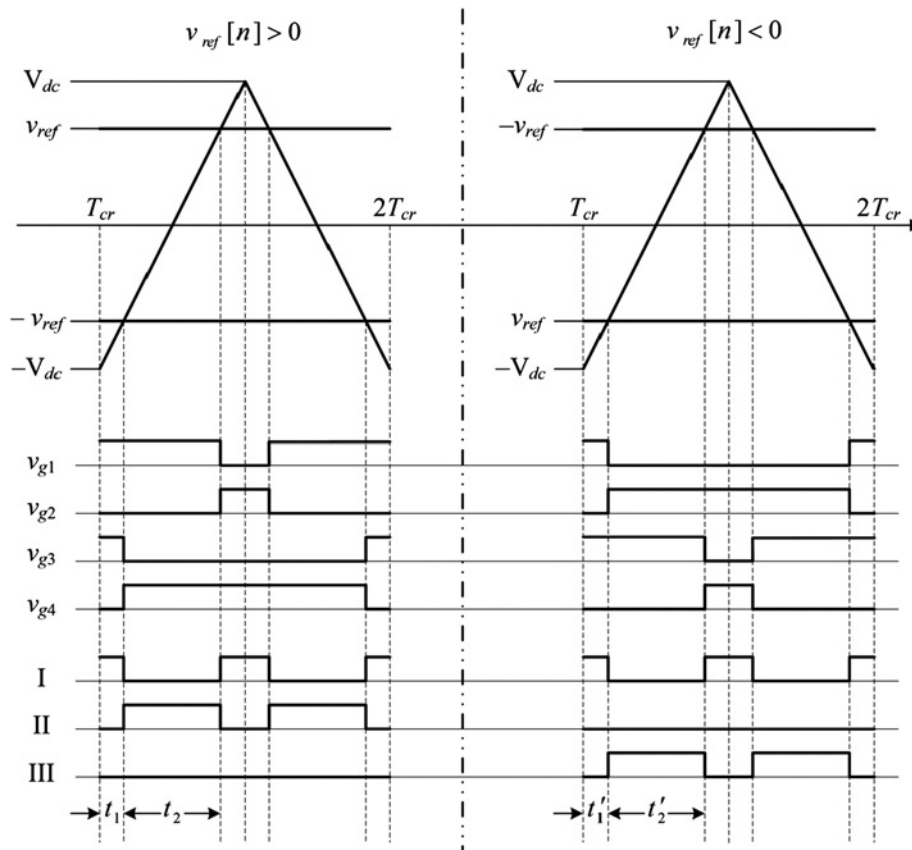 v_ref [n] > 0
V_dc
v_ref
T_cr
2T_cr
− v_ref
−V_dc
v_g1
v_g2
v_g3
v_g4
I
II
III
t_1
t_2
v_ref [n] < 0
V_dc
−v_ref
T_cr
2T_cr
v_ref
−V_dc
t′_1
t′_2